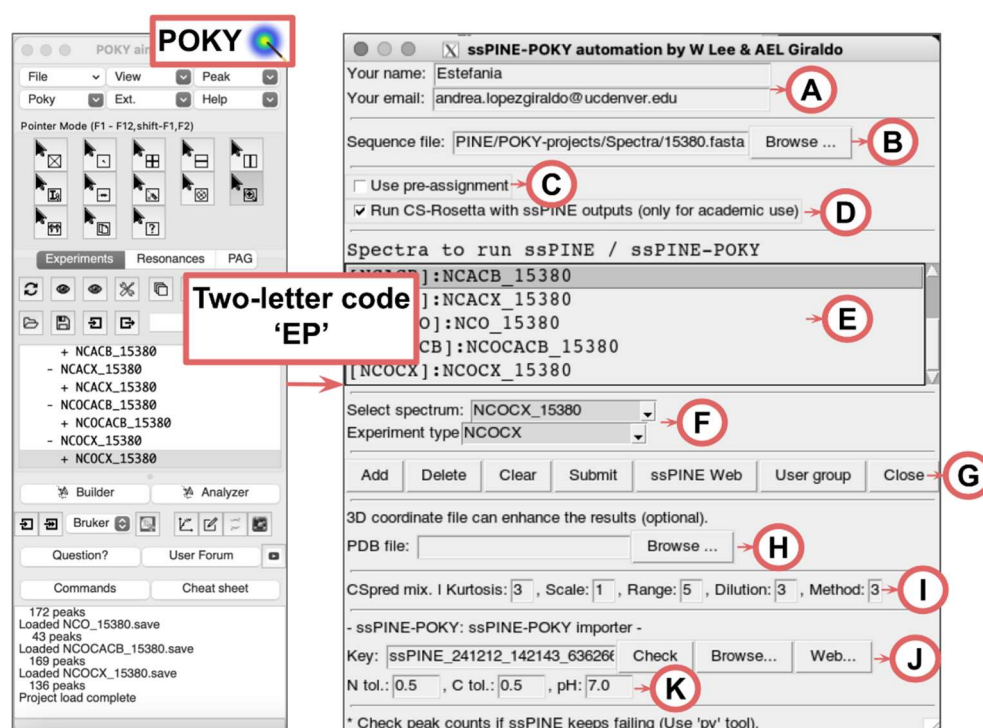 POKY
POKY ai
File View Peak
Poky Ext. Help
Pointer Mode (F1 - F12,shift-F1,F2)
Experiments Resonances PAG
+ NCACB_15380
- NCACX_15380
+ NCACX_15380
- NCOCACB_15380
+ NCOCACB_15380
- NCOCX_15380
+ NCOCX_15380
Builder Analyzer
Bruker
Question? User Forum
Commands Cheat sheet
172 peaks
Loaded NCO_15380.save
43 peaks
Loaded NCOCACB_15380.save
169 peaks
Loaded NCOCX_15380.save
136 peaks
Project load complete
Two-letter code
‘EP’
ssPINE-POKY automation by W Lee & AEL Giraldo
Your name: Estefania
Your email: andrea.lopezgiraldo@ucdenver.edu
A
Sequence file: PINE/POKY-projects/Spectra/15380.fasta Browse ... B
Use pre-assignment C
Run CS-Rosetta with ssPINE outputs (only for academic use) D
Spectra to run ssPINE / ssPINE-POKY
[NCACB]:NCACB_15380
]:NCACX_15380
O]:NCO_15380
CB]:NCOCACB_15380
[NCOCX]:NCOCX_15380
E
Select spectrum: NCOCX_15380
Experiment type NCOCX
F
Add Delete Clear Submit ssPINE Web User group Close G
3D coordinate file can enhance the results (optional).
PDB file: Browse ... H
CSpred mix. I Kurtosis: 3 , Scale: 1 , Range: 5 , Dilution: 3 , Method: 3 I
- ssPINE-POKY: ssPINE-POKY importer -
Key: ssPINE_241212_142143_636266 Check Browse... Web... J
N tol.: 0.5 , C tol.: 0.5 , pH: 7.0 K
* Check peak counts if ssPINE keeps failing (Use 'py' tool).